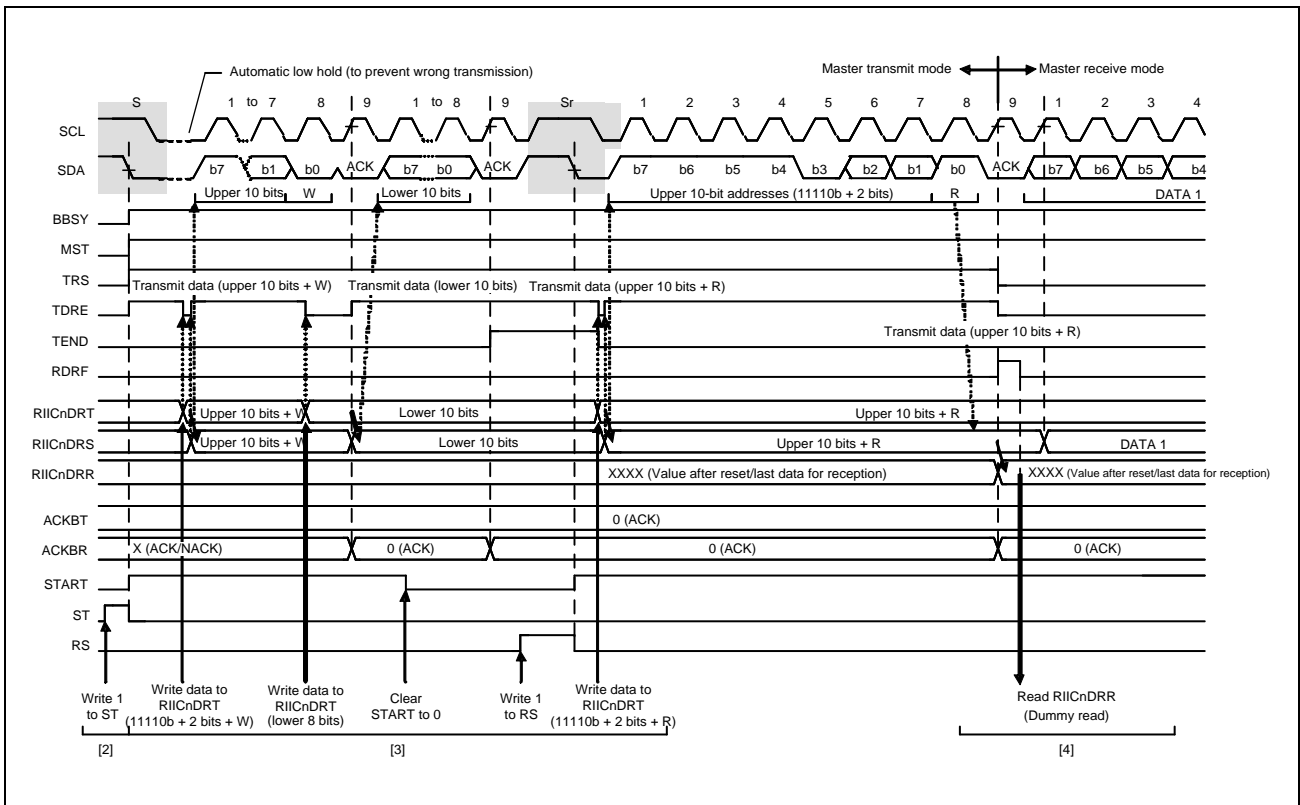 Automatic low hold (to prevent wrong transmission)
Master transmit mode Master receive mode
S 1 to 7 8 9 1 to 8 9 Sr 1 2 3 4 5 6 7 8 9 1 2 3 4
SCL
SDA b7 b1 b0 ACK b7 b0 ACK b7 b6 b5 b4 b3 b2 b1 b0 ACK b7 b6 b5 b4
Upper 10 bits W Lower 10 bits Upper 10-bit addresses (11110b + 2 bits) R DATA 1
BBSY
MST
TRS
Transmit data (upper 10 bits + W) Transmit data (lower 10 bits) Transmit data (upper 10 bits + R)
TDRE
Transmit data (upper 10 bits + R)
TEND
RDRF
RIICnDRT Upper 10 bits + W Lower 10 bits Upper 10 bits + R
RIICnDRS Upper 10 bits + W Lower 10 bits Upper 10 bits + R DATA 1
RIICnDRR XXXX (Value after reset/last data for reception) XXXX (Value after reset/last data for reception)
ACKBT 0 (ACK)
ACKBR X (ACK/NACK) 0 (ACK) 0 (ACK) 0 (ACK)
START
ST
RS
Write 1
to ST
Write data to
RIICnDRT
(11110b + 2 bits + W)
Write data to
RIICnDRT
(lower 8 bits)
Clear
START to 0
Write 1
to RS
Write data to
RIICnDRT
(11110b + 2 bits + R)
Read RIICnDRR
(Dummy read)
[2] [3] [4]